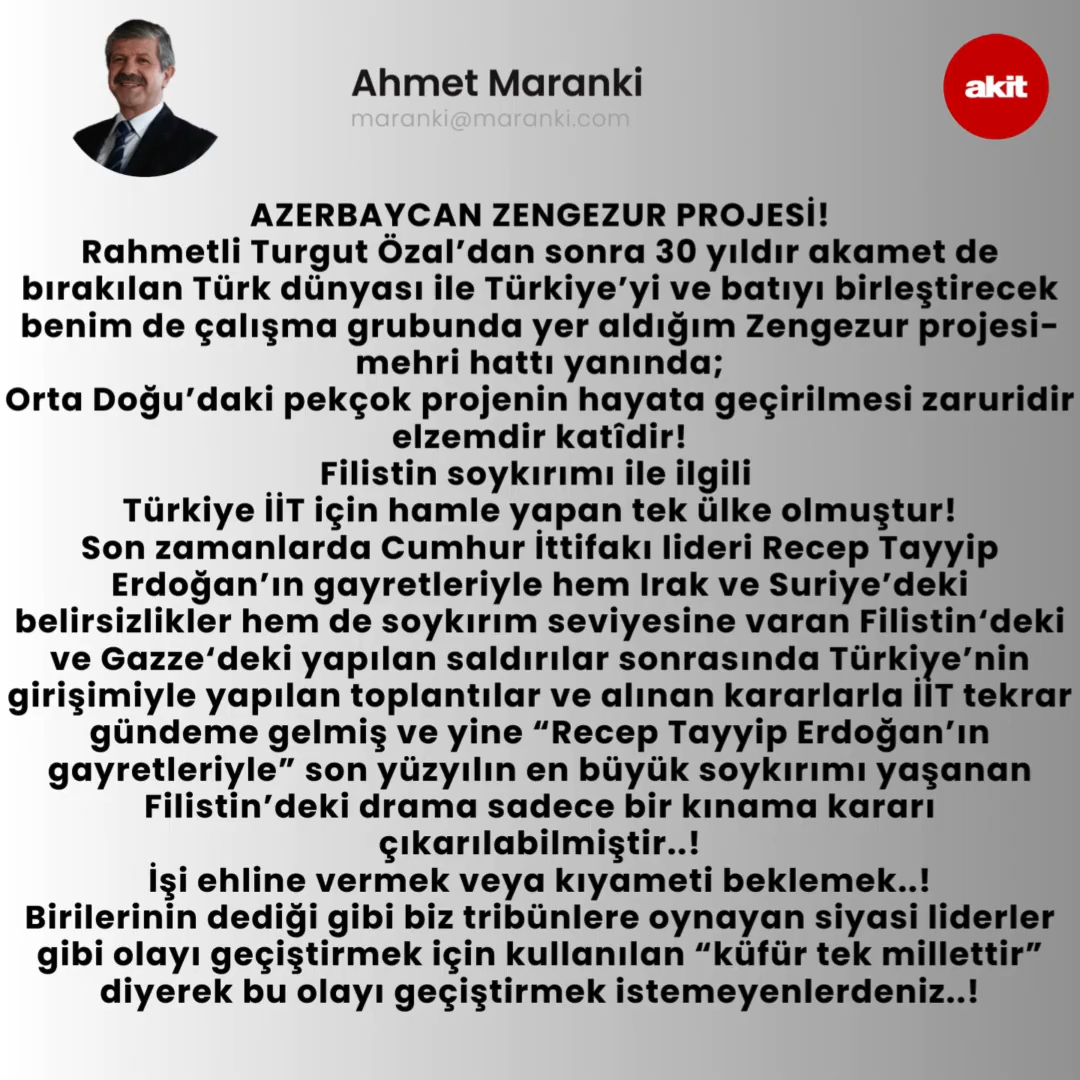 Ahmet Maranki
maranki@maranki.com
akit
AZERBAYCAN ZENGEZUR PROJESİ!
Rahmetli Turgut Özal’dan sonra 30 yıldır akamet de
bırakılan Türk dünyası ile Türkiye’yi ve batıyı birleştirecek
benim de çalışma grubunda yer aldığım Zengezur projesi-
mehri hattı yanında;
Orta Doğu’daki pekçok projenin hayata geçirilmesi zaruridir
elzemdir katîdir!
Filistin soykırımı ile ilgili
Türkiye İİT için hamle yapan tek ülke olmuştur!
Son zamanlarda Cumhur İttifakı lideri Recep Tayyip
Erdoğan’ın gayretleriyle hem Irak ve Suriye’deki
belirsizlikler hem de soykırım seviyesine varan Filistin‘deki
ve Gazze‘deki yapılan saldırılar sonrasında Türkiye’nin
girişimiyle yapılan toplantılar ve alınan kararlarla İİT tekrar
gündeme gelmiş ve yine “Recep Tayyip Erdoğan’ın
gayretleriyle” son yüzyılın en büyük soykırımı yaşanan
Filistin’deki drama sadece bir kınama kararı
çıkarılabilmiştir..!
İşi ehline vermek veya kıyameti beklemek..!
Birilerinin dediği gibi biz tribünlere oynayan siyasi liderler
gibi olayı geçiştirmek için kullanılan “küfür tek millettir”
diyerek bu olayı geçiştirmek istemeyenlerdeniz..!